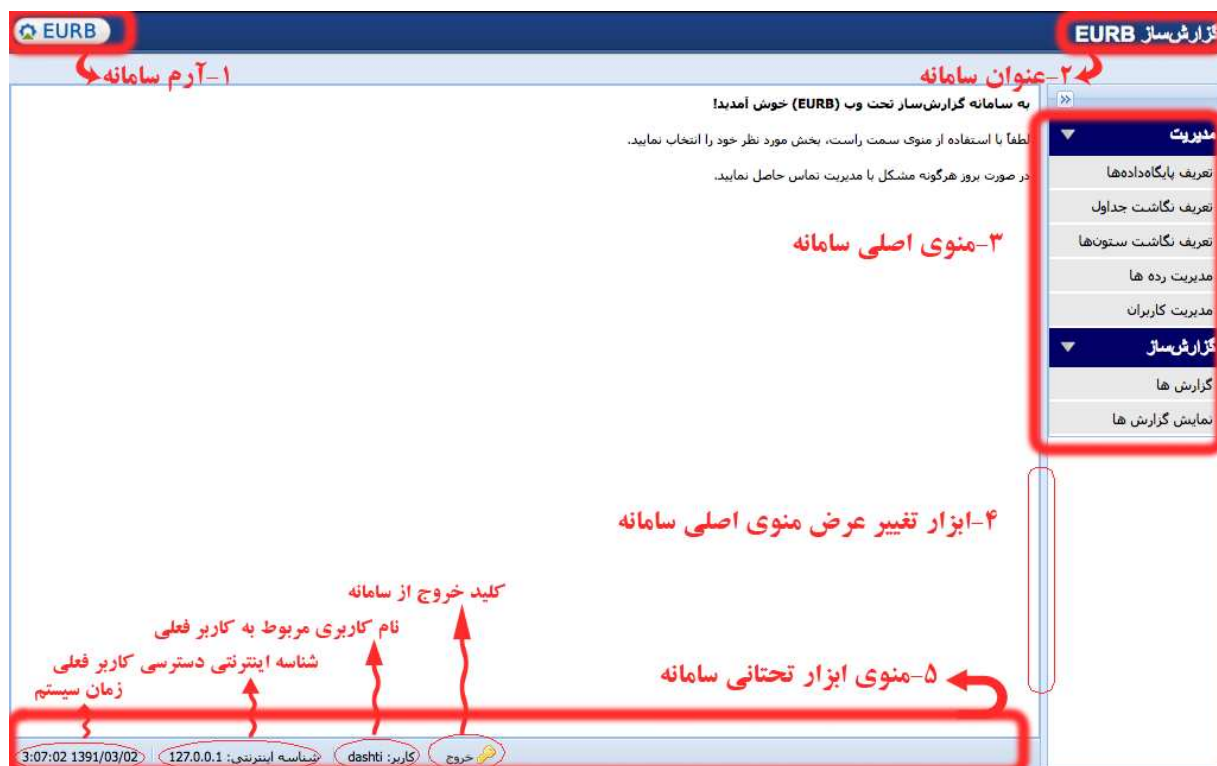 گزارش‌ساز EURB
EURB
۲-عنوان سامانه
۱-آرم سامانه
به سامانه گزارش‌ساز تحت وب (EURB) خوش آمدید!
لطفاً با استفاده از منوی سمت راست، بخش مورد نظر خود را انتخاب نمایید.
در صورت بروز هرگونه مشکل با مدیریت تماس حاصل نمایید.
مدیریت
تعریف پایگاه‌داده‌ها
تعریف نگاشت جداول
تعریف نگاشت ستون‌ها
مدیریت رده ها
مدیریت کاربران
گزارش‌ساز
گزارش ها
نمایش گزارش ها
۳-منوی اصلی سامانه
۴-ابزار تغییر عرض منوی اصلی سامانه
کلید خروج از سامانه
نام کاربری مربوط به کاربر فعلی
شناسه اینترنتی دسترسی کاربر فعلی
زمان سیستم
۵-منوی ابزار تحتانی سامانه
خروج
کاربر: dashti
شناسه اینترنتی: 127.0.0.1
3:07:02 1391/03/02